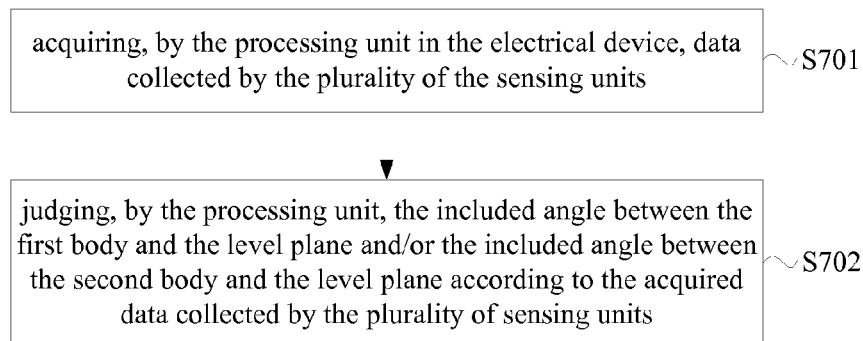 acquiring, by the processing unit in the electrical device, data
collected by the plurality of the sensing units
S701
judging, by the processing unit, the included angle between the
first body and the level plane and/or the included angle between
the second body and the level plane according to the acquired
data collected by the plurality of sensing units
S702